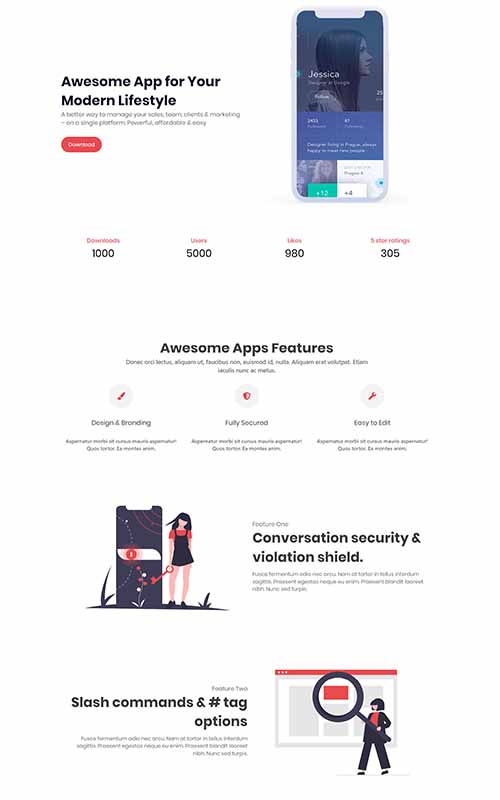 Awesome App for Your
Modern Lifestyle
A better way to manage your sales, team, clients & marketing
– on a single platform. Powerful, affordable & easy.
Download
Jessica
Designer at Google
Follow
25
2453
Followers
87
Designer living in Prague, always
happy to meet new people.
Prague 4
+12
+4
Downloads
Users
Likes
5 star ratings
1000
5000
980
305
Awesome Apps Features
Donec orci lectus, aliquam ut, faucibus non, euismod id, nulla. Aliquam erat volutpat. Etiam
iaculis nunc ac metus.
Design & Branding
Fully Secured
Easy to Edit
Aspernatur morbi sit cursus mauris aspernatur!
Quos tortor. Ea montes anim.
Aspernatur morbi sit cursus mauris aspernatur!
Quos tortor. Ea montes anim.
Aspernatur morbi sit cursus mauris aspernatur!
Quos tortor. Ea montes anim.
Feature One
Conversation security &
violation shield.
Fusce fermentum odio nec arcu. Nam at tortor in tellus interdum
sagittis. Praesent egestas neque eu enim. Praesent blandit laoreet
nibh. Nunc sed turpis.
Feature Two
Slash commands & # tag
options
Fusce fermentum odio nec arcu. Nam at tortor in tellus interdum
sagittis. Praesent egestas neque eu enim. Praesent blandit laoreet
nibh. Nunc sed turpis.